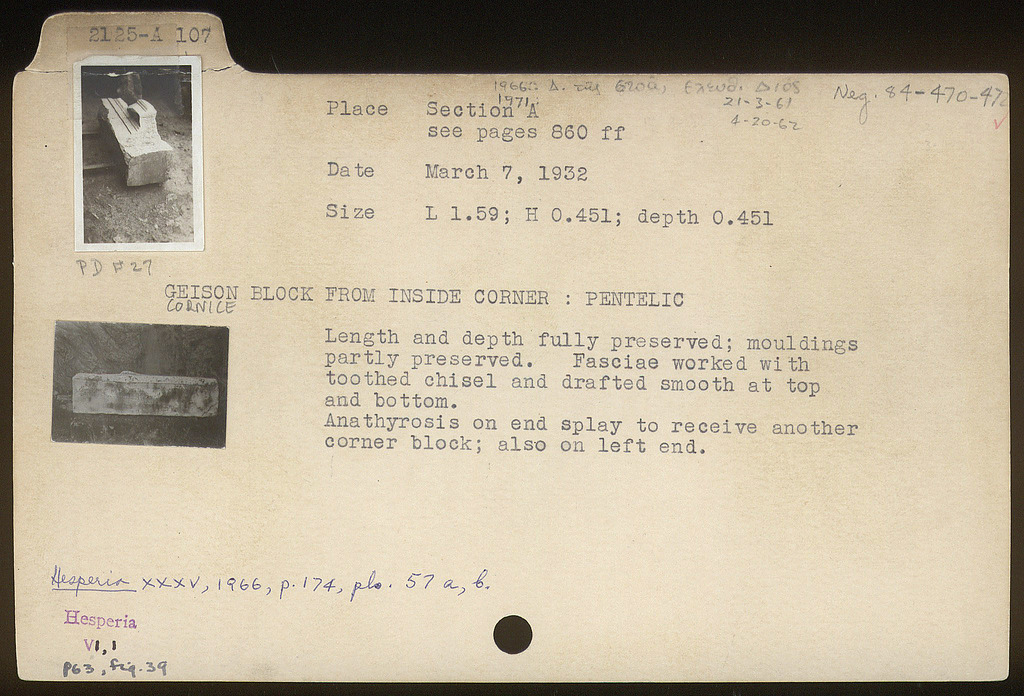 2125-A 107
1966: Δ. τῆς Στοᾶς Ελευθ. Διός
Neg. 84-470-472
1971:
21-3-61
4-20-62
Place Section A
see pages 860 ff
Date March 7, 1932
Size L 1.59; H 0.451; depth 0.451
PD #27
GEISON BLOCK FROM INSIDE CORNER : PENTELIC
CORNICE
Length and depth fully preserved; mouldings
partly preserved. Fasciae worked with
toothed chisel and drafted smooth at top
and bottom.
Anathyrosis on end splay to receive another
corner block; also on left end.
Hesperia XXXV, 1966, p. 174, pls. 57 a, b.
Hesperia
VI,1
p63, fig.39